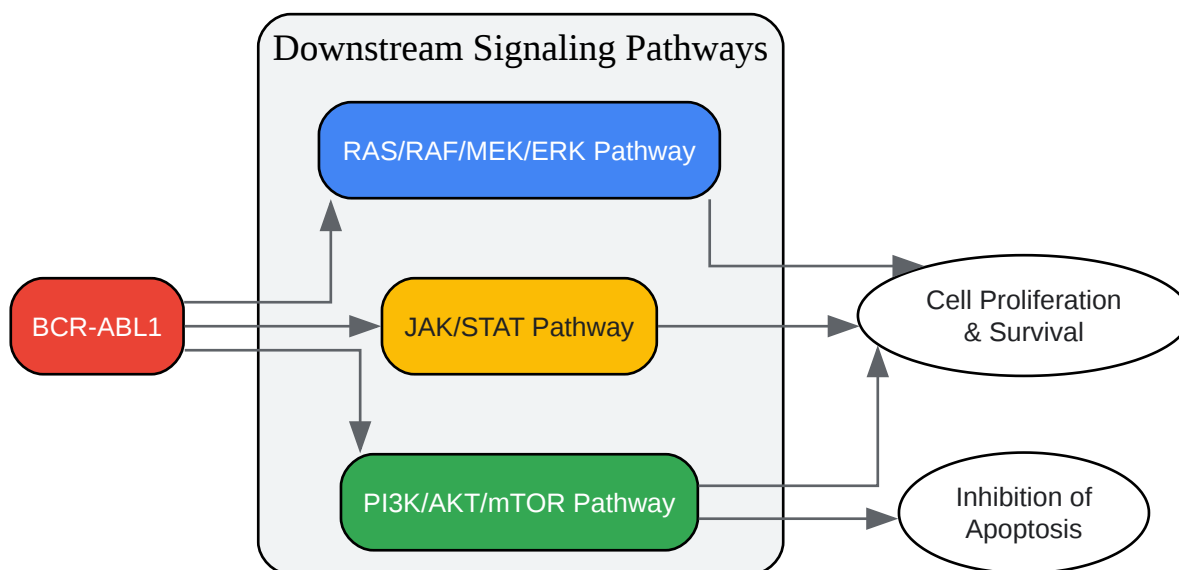 Downstream Signaling Pathways
RAS/RAF/MEK/ERK Pathway
BCR-ABL1
JAK/STAT Pathway
Cell Proliferation
& Survival
PI3K/AKT/mTOR Pathway
Inhibition of
Apoptosis